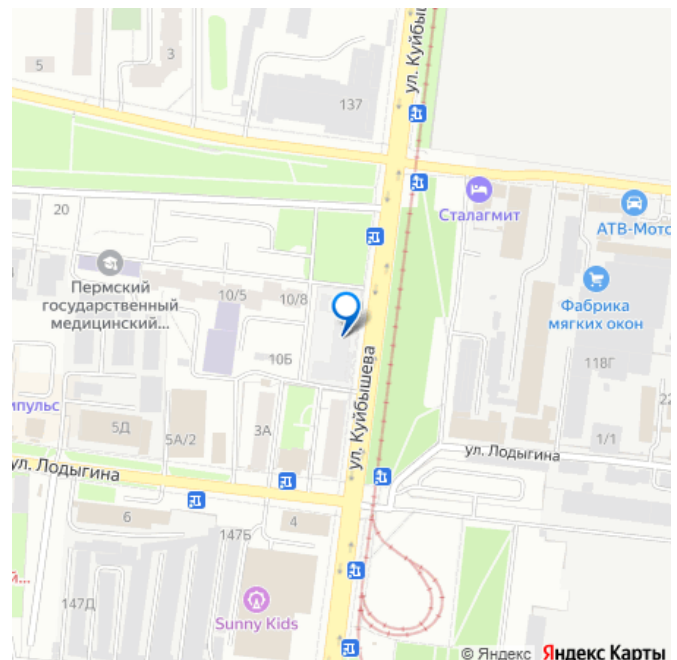 ул. Куйбы
3
5
137
Сталагмит
20
АТВ-Мото
Пермский
государственный
медицинский...
10/5
10/8
Фабрика
мягких окон
10Б
118Г
ул. Куйбышева
ипульс
5Д
5А/2
3А
22
1/1
ул. Лодыгина
ул. Лодыгина
6
4
147Б
й...
147Д
Sunny Kids
© Яндекс Яндекс Карты